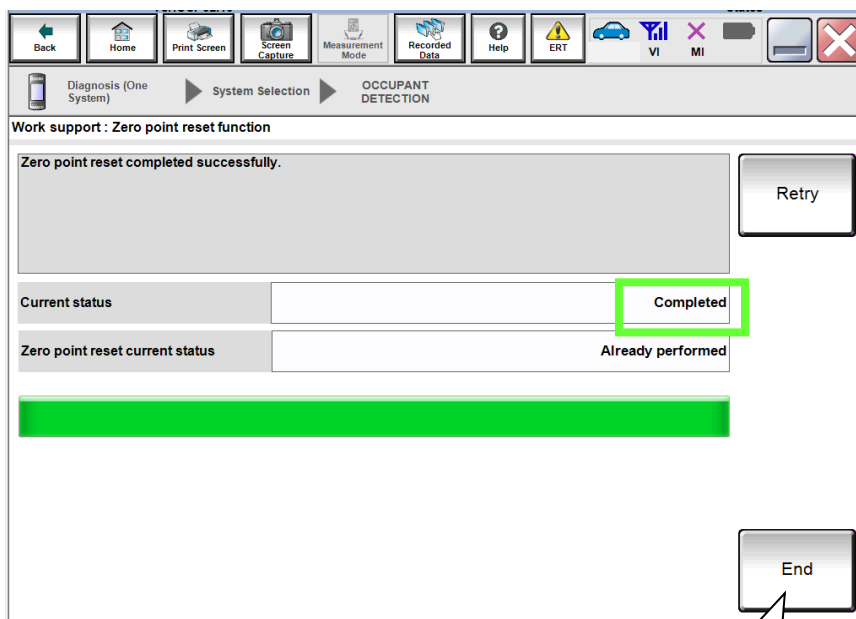 Back
Home
Print Screen
Screen
Capture
Measurement
Mode
Recorded
Data
Help
ERT
VI
MI
Diagnosis (One
System)
System Selection
OCCUPANT
DETECTION
Work support : Zero point reset function
Zero point reset completed successfully.
Retry
Current status
Completed
Zero point reset current status
Already performed
End